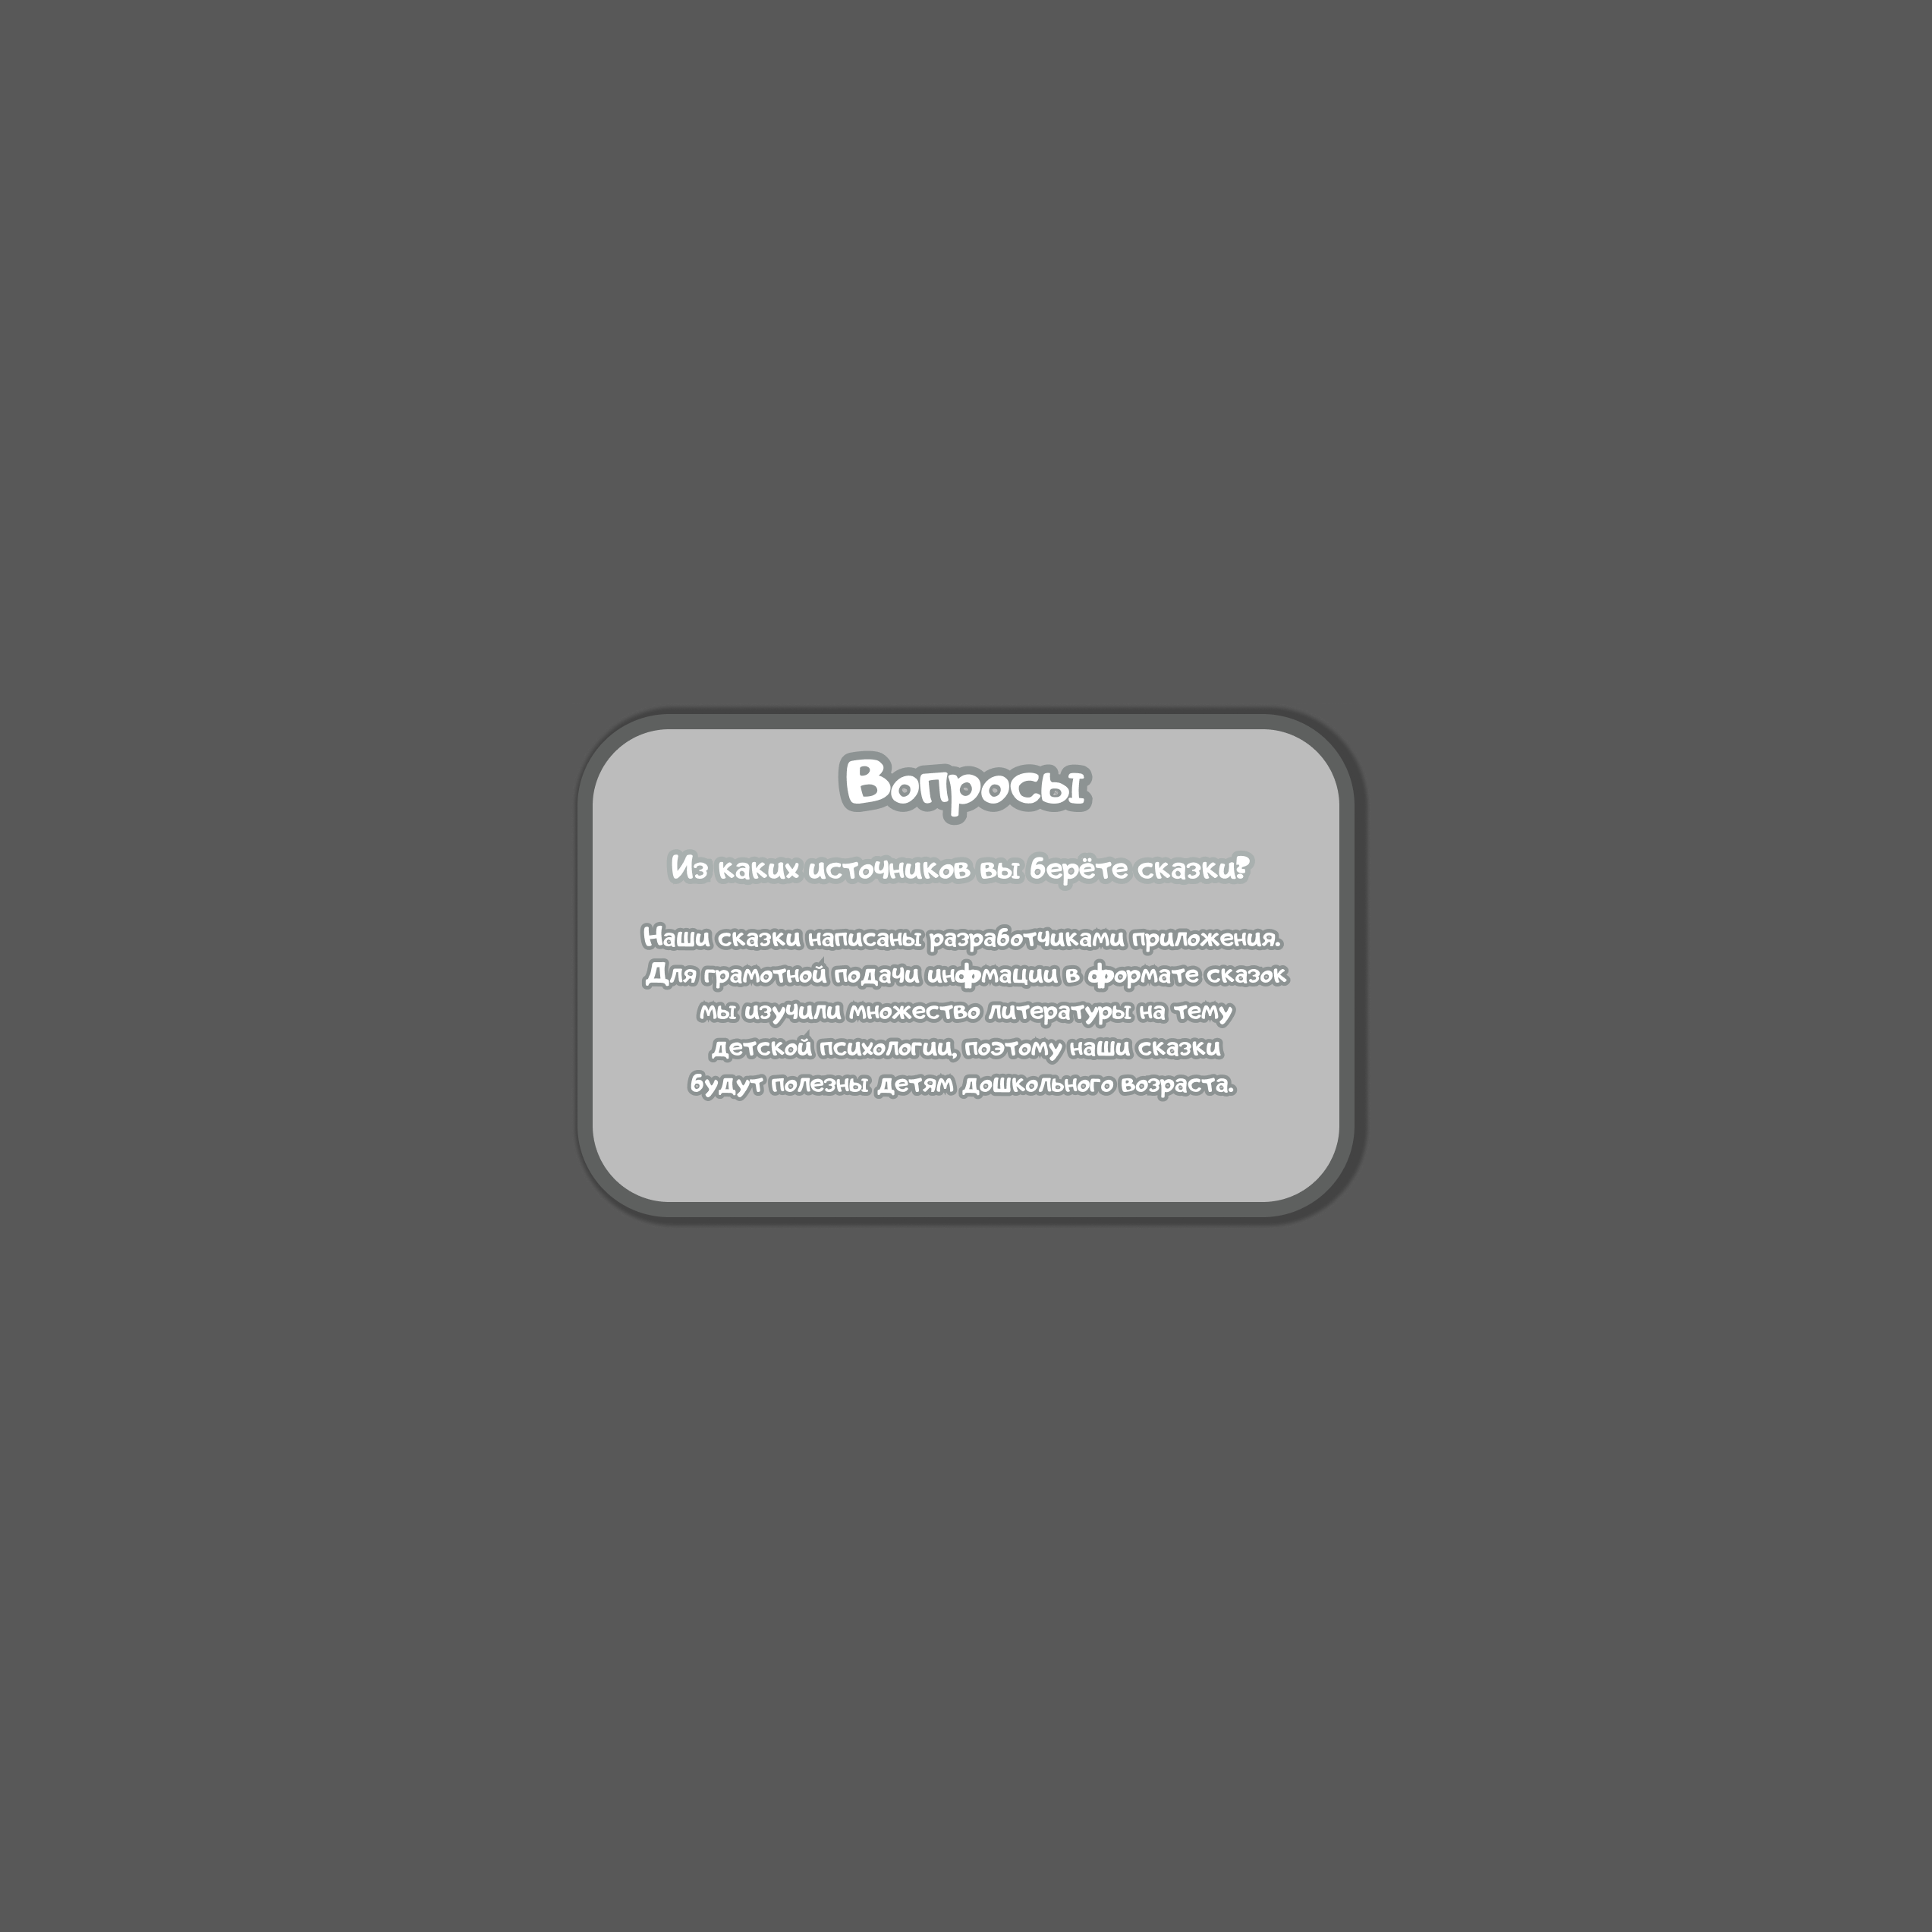 Вопросы
Из каких источников вы берёте сказки?
Наши сказки написаны разработчиками приложения.
Для грамотной подачи информации в формате сказок
мы изучили множество литературы на тему
детской психологии, поэтому наши сказки
будут полезны детям дошкольного возраста.